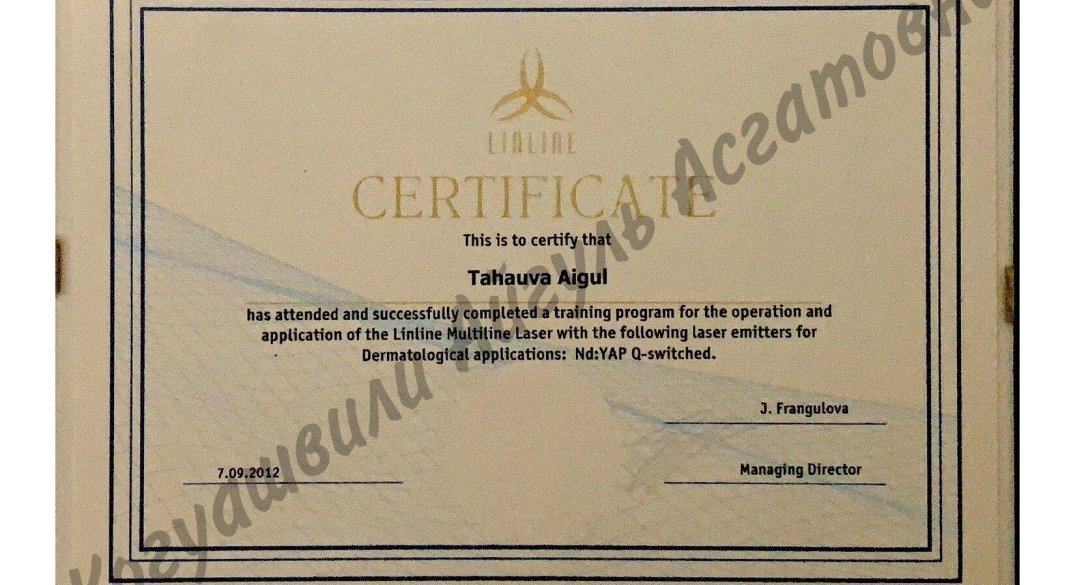 LINLINE
CERTIFICATE
This is to certify that
Tahauva Aigul
has attended and successfully completed a training program for the operation and
application of the Linline Multiline Laser with the following laser emitters for
Dermatological applications: Nd:YAP Q-switched.
J. Frangulova
7.09.2012
Managing Director
Айгуль Асгатовна